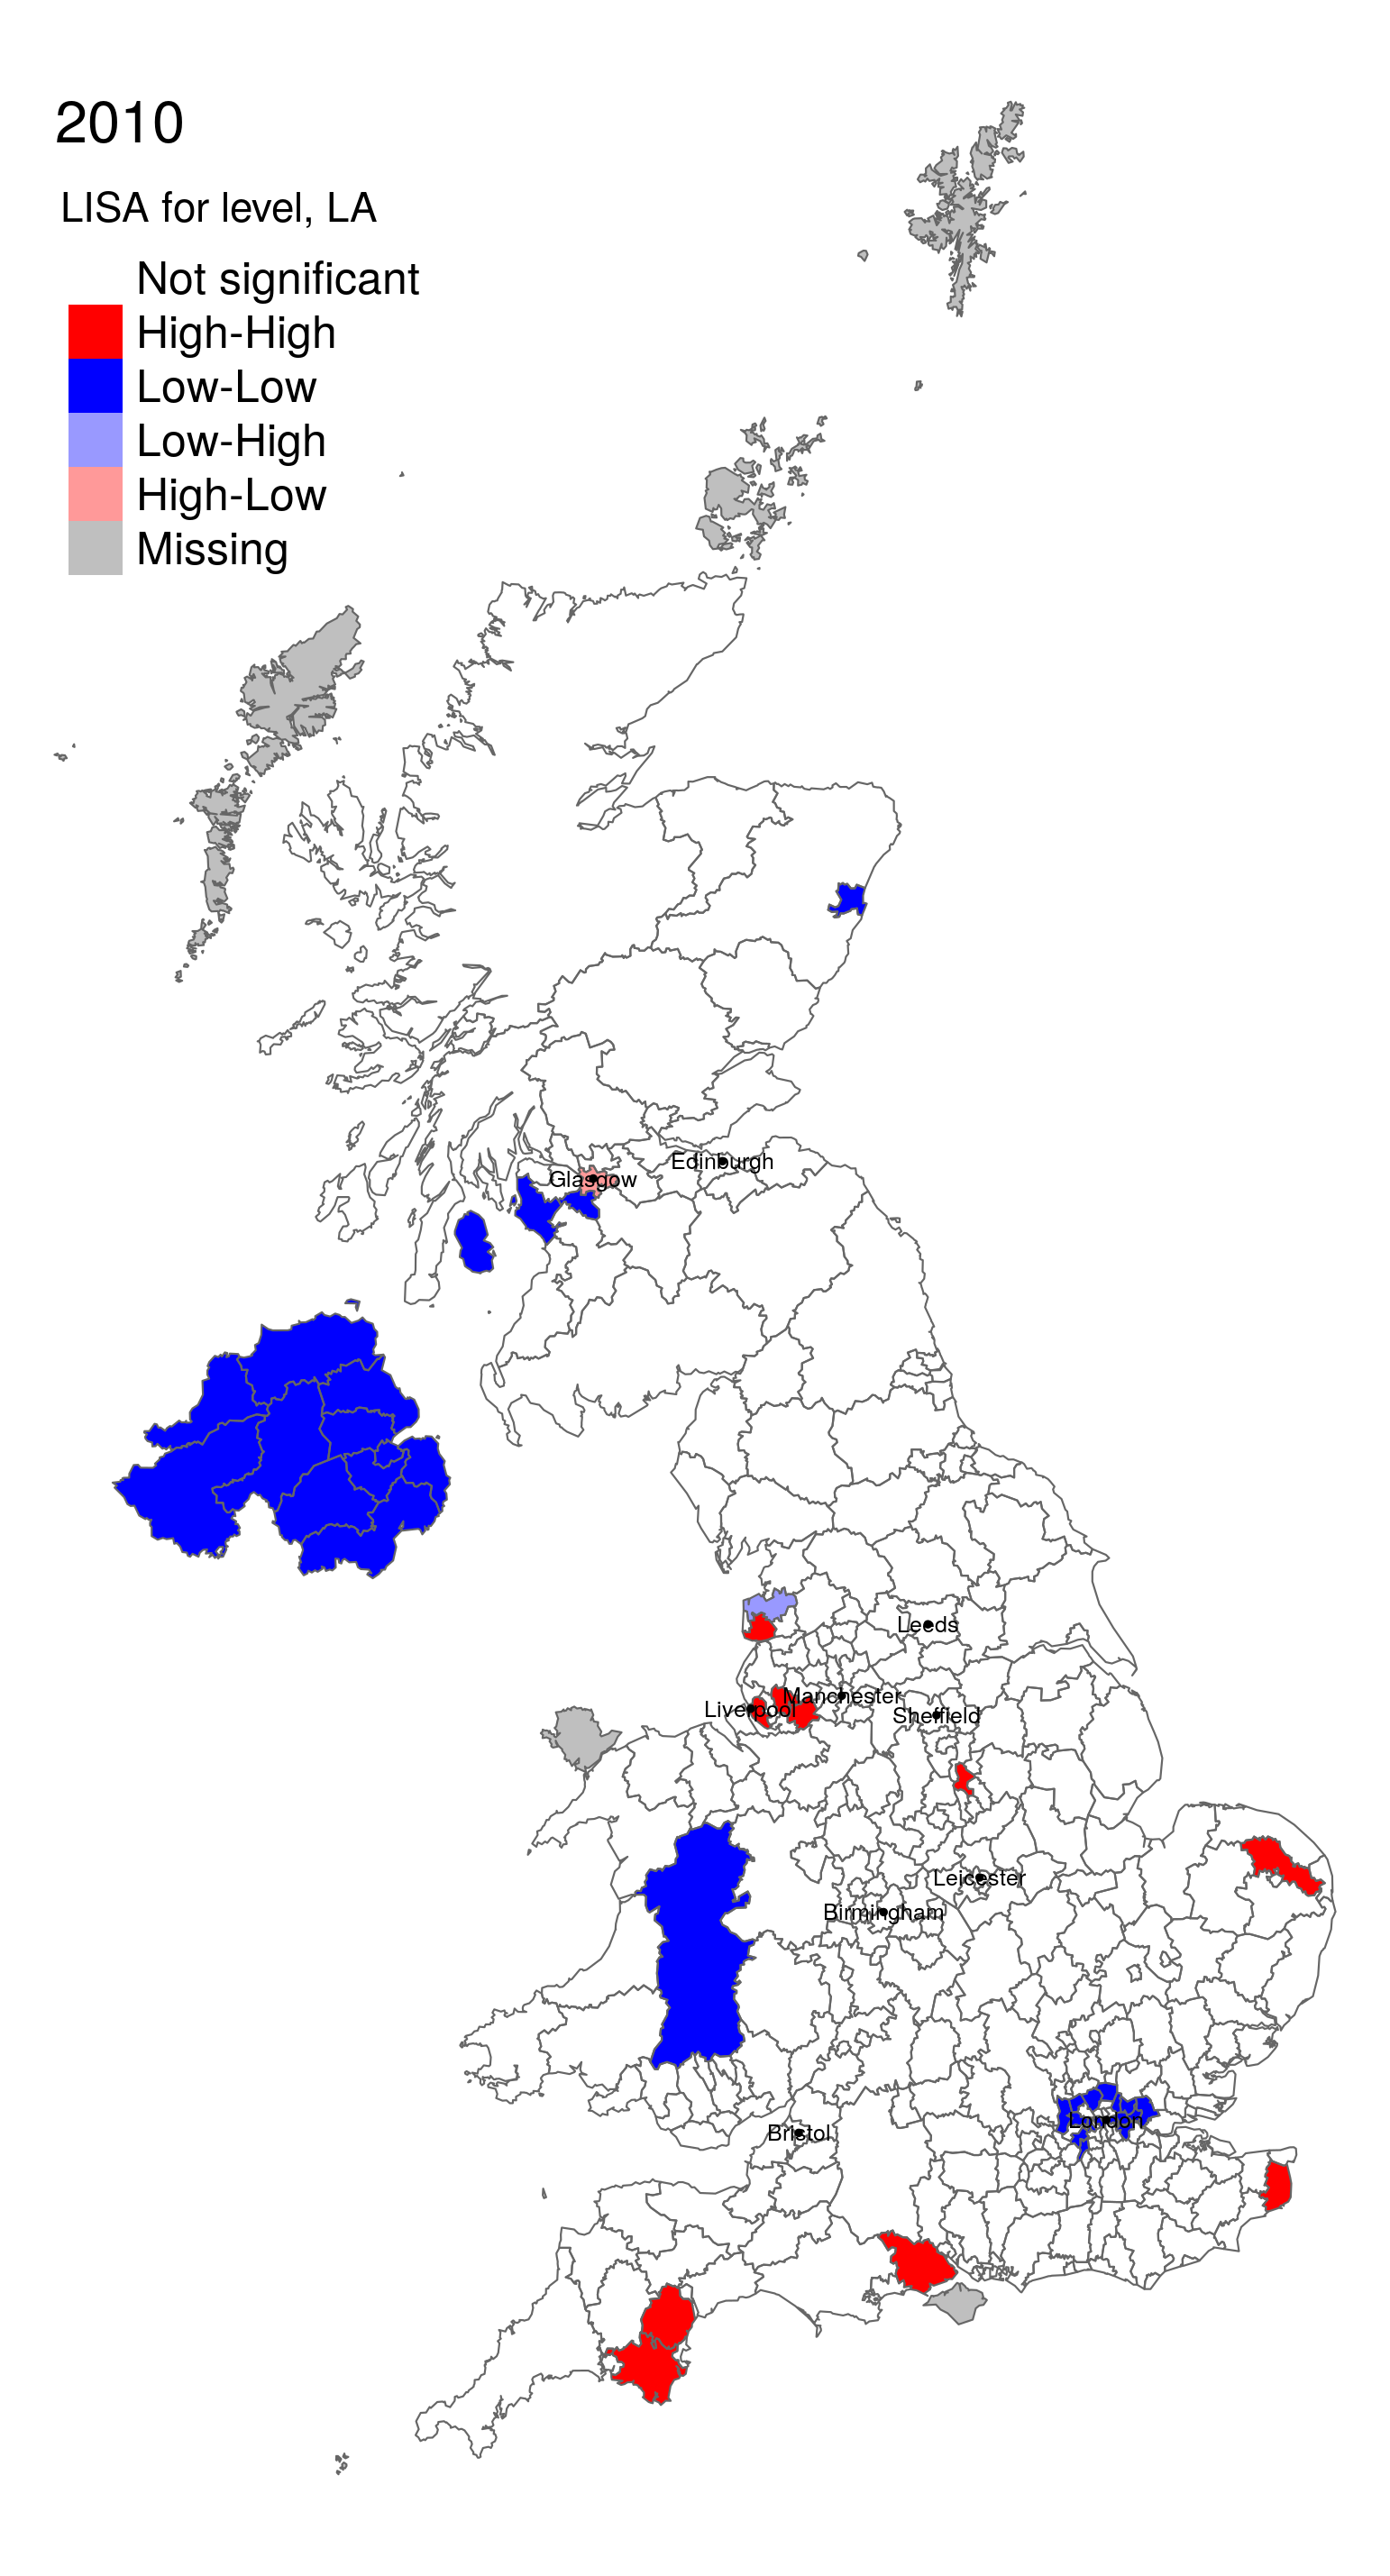 2010
LISA for level, LA
Not significant
High-High
Low-Low
Low-High
High-Low
Missing
Edinburgh
Glasgow
Leeds
Manchester
Liverpool
Sheffield
Leicester
Birmingham
London
Bristol